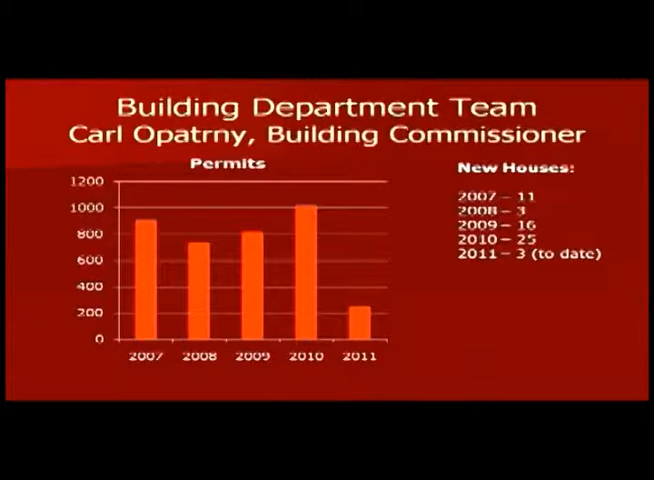 Building Department Team
Carl Opatrny, Building Commissioner
Permits
1200
1000
800
600
400
200
0
2007 2008 2009 2010 2011
New Houses:
2007 – 11
2008 – 3
2009 – 16
2010 – 25
2011 – 3 (to date)